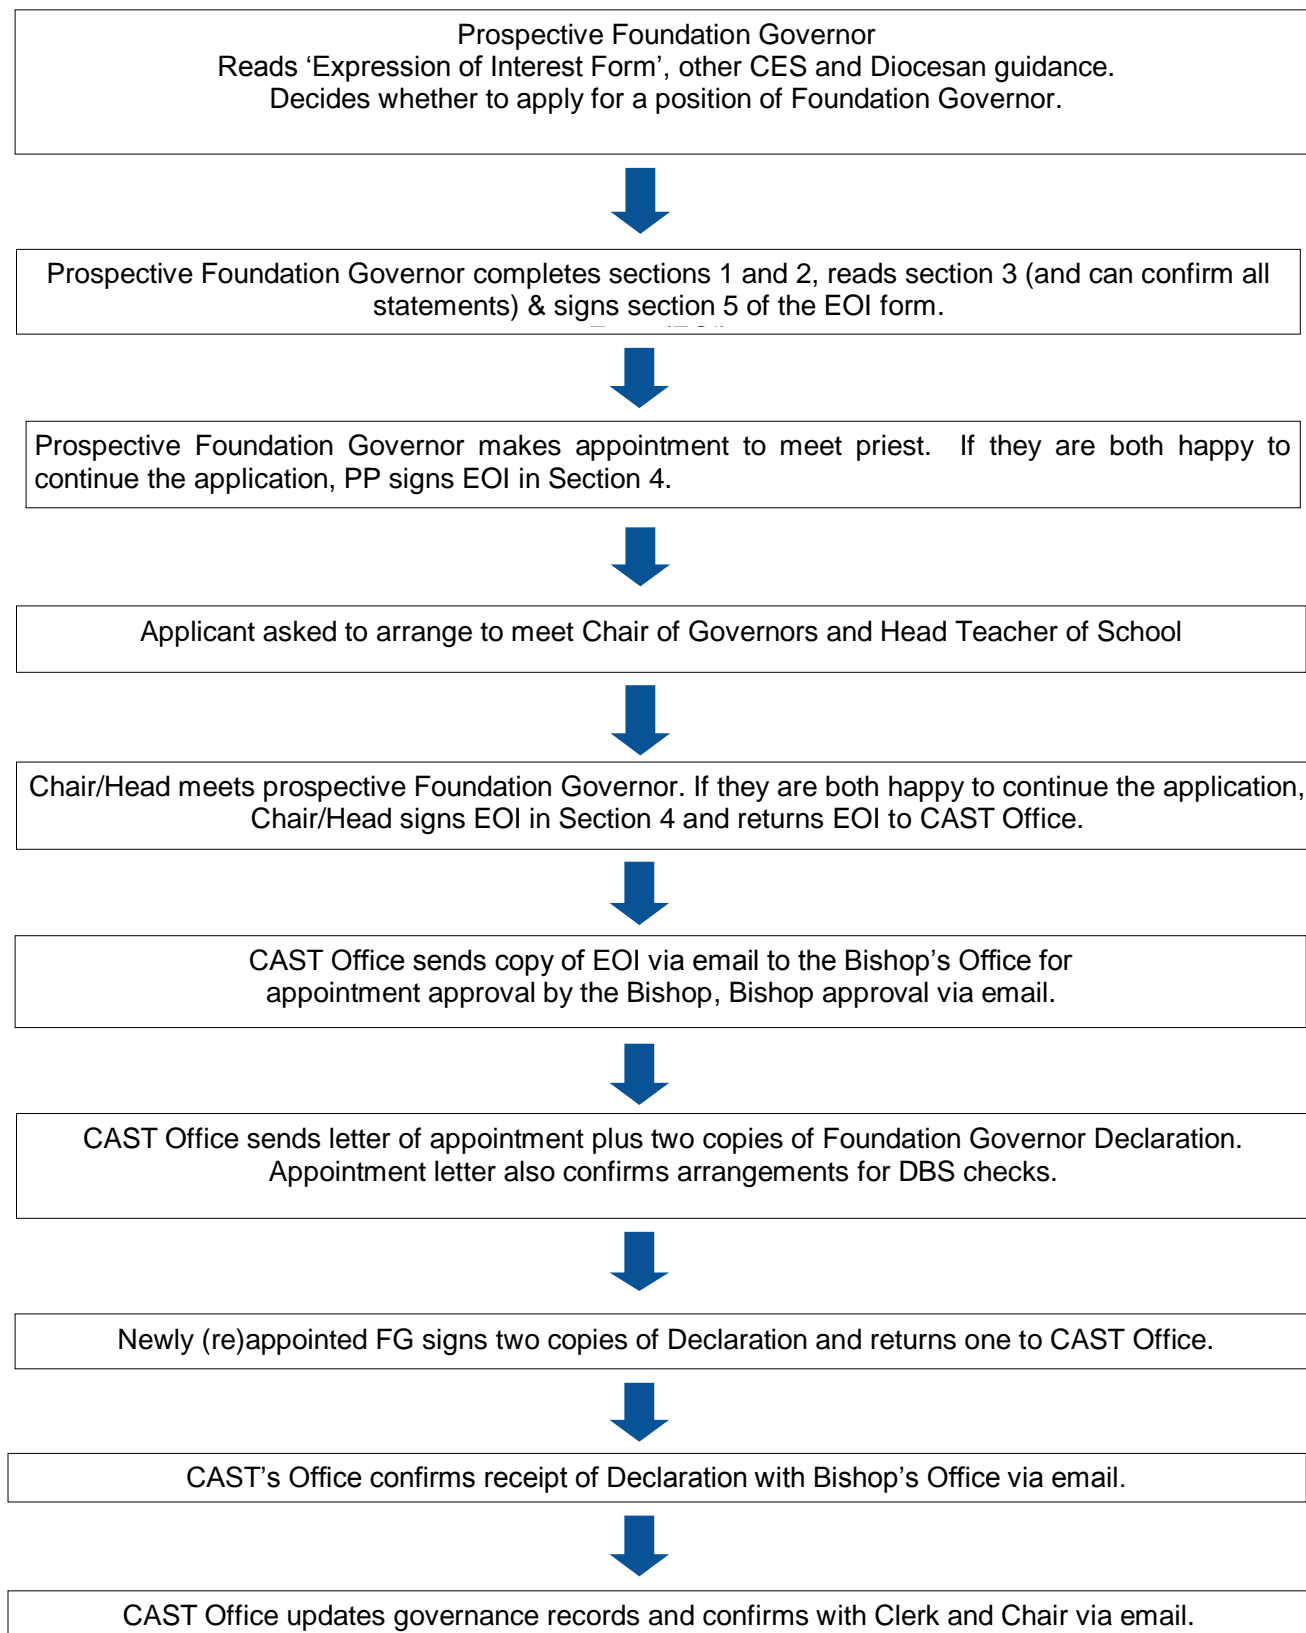 Prospective Foundation Governor
Reads ‘Expression of Interest Form’, other CES and Diocesan guidance.
Decides whether to apply for a position of Foundation Governor.
Prospective Foundation Governor completes sections 1 and 2, reads section 3 (and can confirm all
statements) & signs section 5 of the EOI form.
Prospective Foundation Governor makes appointment to meet priest. If they are both happy to
continue the application, PP signs EOI in Section 4.
Applicant asked to arrange to meet Chair of Governors and Head Teacher of School
Chair/Head meets prospective Foundation Governor. If they are both happy to continue the application,
Chair/Head signs EOI in Section 4 and returns EOI to CAST Office.
CAST Office sends copy of EOI via email to the Bishop’s Office for
appointment approval by the Bishop, Bishop approval via email.
CAST Office sends letter of appointment plus two copies of Foundation Governor Declaration.
Appointment letter also confirms arrangements for DBS checks.
Newly (re)appointed FG signs two copies of Declaration and returns one to CAST Office.
CAST’s Office confirms receipt of Declaration with Bishop’s Office via email.
CAST Office updates governance records and confirms with Clerk and Chair via email.